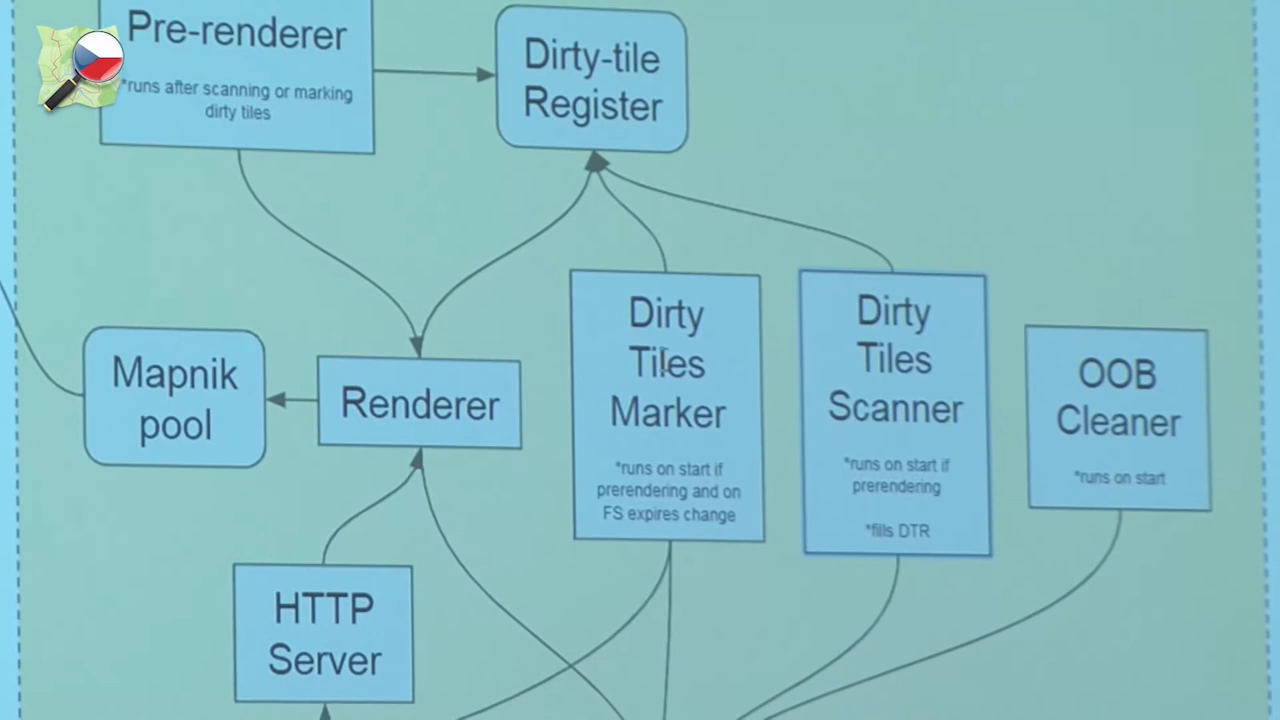 Pre-renderer
*runs after scanning or marking
dirty tiles
Dirty-tile
Register
Mapnik
pool
Renderer
Dirty
Tiles
Marker
*runs on start if
prerendering and on
FS expires change
Dirty
Tiles
Scanner
*runs on start if
prerendering
*fills DTR
OOB
Cleaner
*runs on start
HTTP
Server